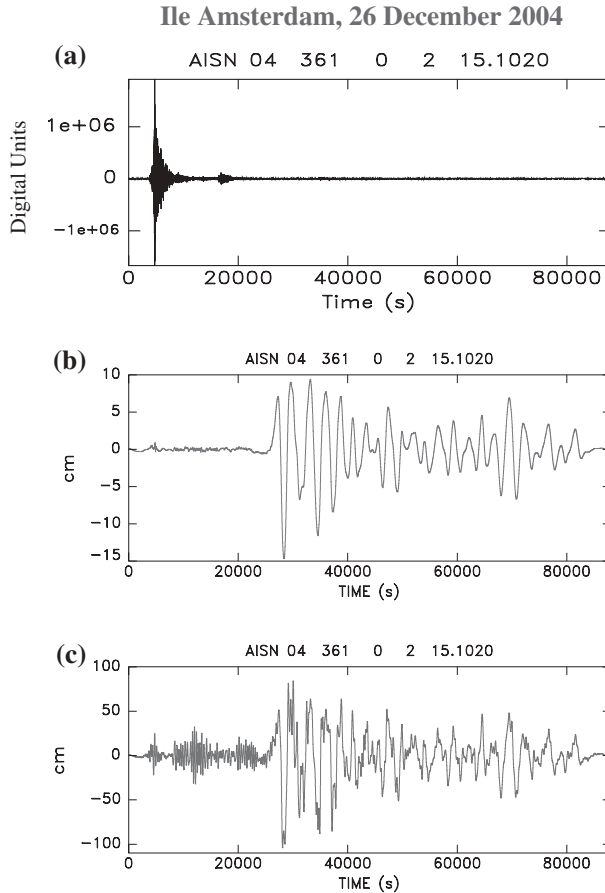 Ile Amsterdam, 26 December 2004
(a)
AISN 04 361 0 2 15.1020
Digital Units
1e+06
0
−1e+06
0 20000 40000 60000 80000
Time (s)
(b)
AISN 04 361 0 2 15.1020
cm
10
5
0
−5
−10
−15
0 20000 40000 60000 80000
TIME (s)
(c)
AISN 04 361 0 2 15.1020
cm
100
50
0
−50
−100
0 20000 40000 60000 80000
TIME (s)